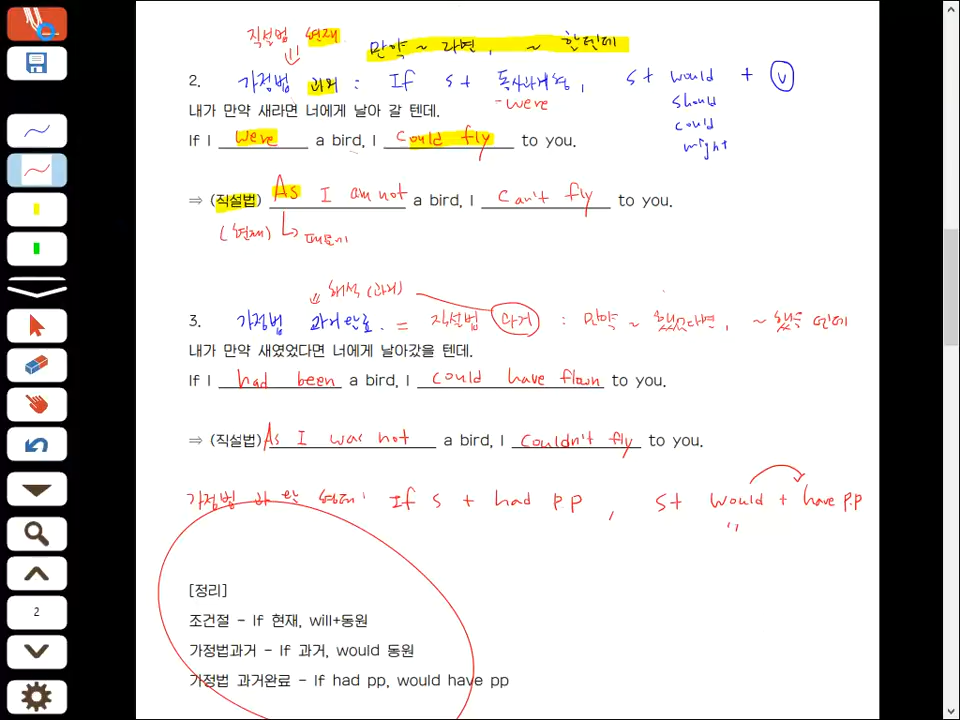 직설법 현재
만약 ~ 라면, ~ 할텐데
2. 가정법 과거 : If s + 동사과거형, s + would + v
- were should
could
might
내가 만약 새라면 너에게 날아 갈 텐데.
If I were a bird, I could fly to you.
⇒ (직설법) As I am not a bird, I can't fly to you.
(현재) 때문에
해석 (과거)
3. 가정법 과거완료. = 직설법 과거 : 만약 ~ 했었다면, ~ 했을 텐데
내가 만약 새였었다면 너에게 날아갔을 텐데.
If I had been a bird, I could have flown to you.
⇒ (직설법) As I was not a bird, I couldn't fly to you.
If s + had p.p , s + would + have p.p
[정리]
조건절 – If 현재, will+동원
가정법과거 – If 과거, would 동원
가정법 과거완료 – If had pp, would have pp
2